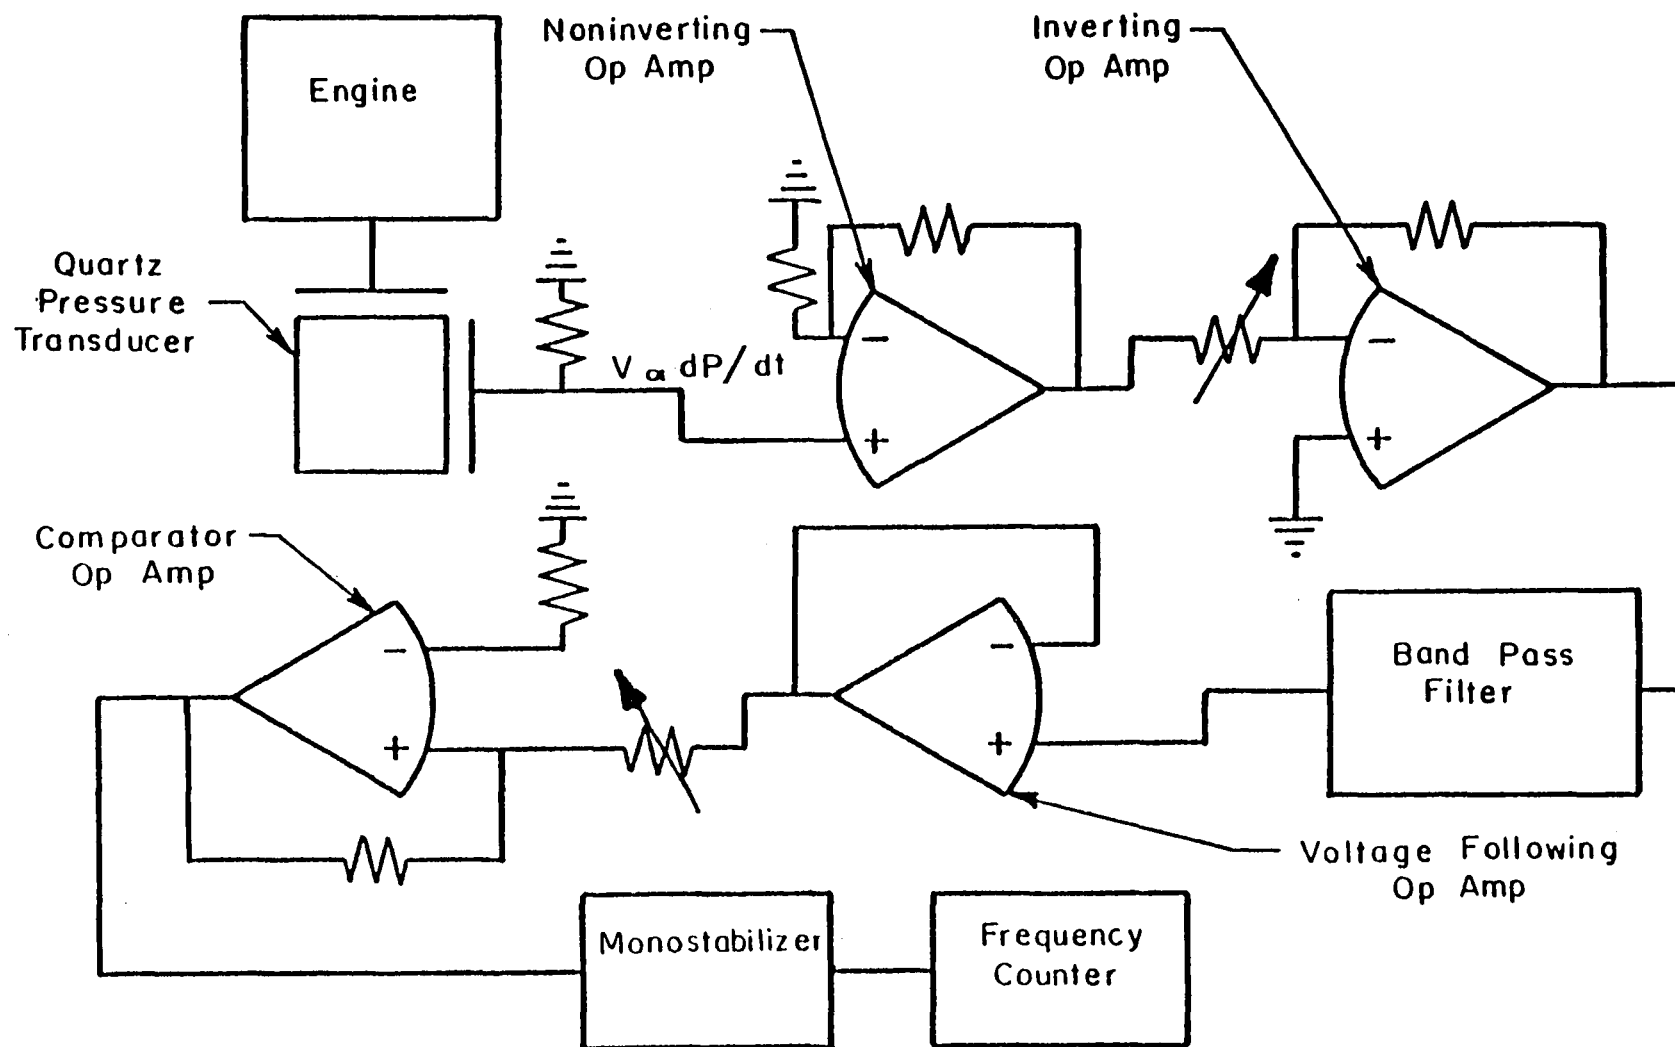 Engine
Noninverting
Op Amp
Inverting
Op Amp
Quartz
Pressure
Transducer
V α dP/dt
−
+
−
+
Comparator
Op Amp
−
+
−
+
Band Pass
Filter
Voltage Following
Op Amp
Monostabilizer
Frequency
Counter